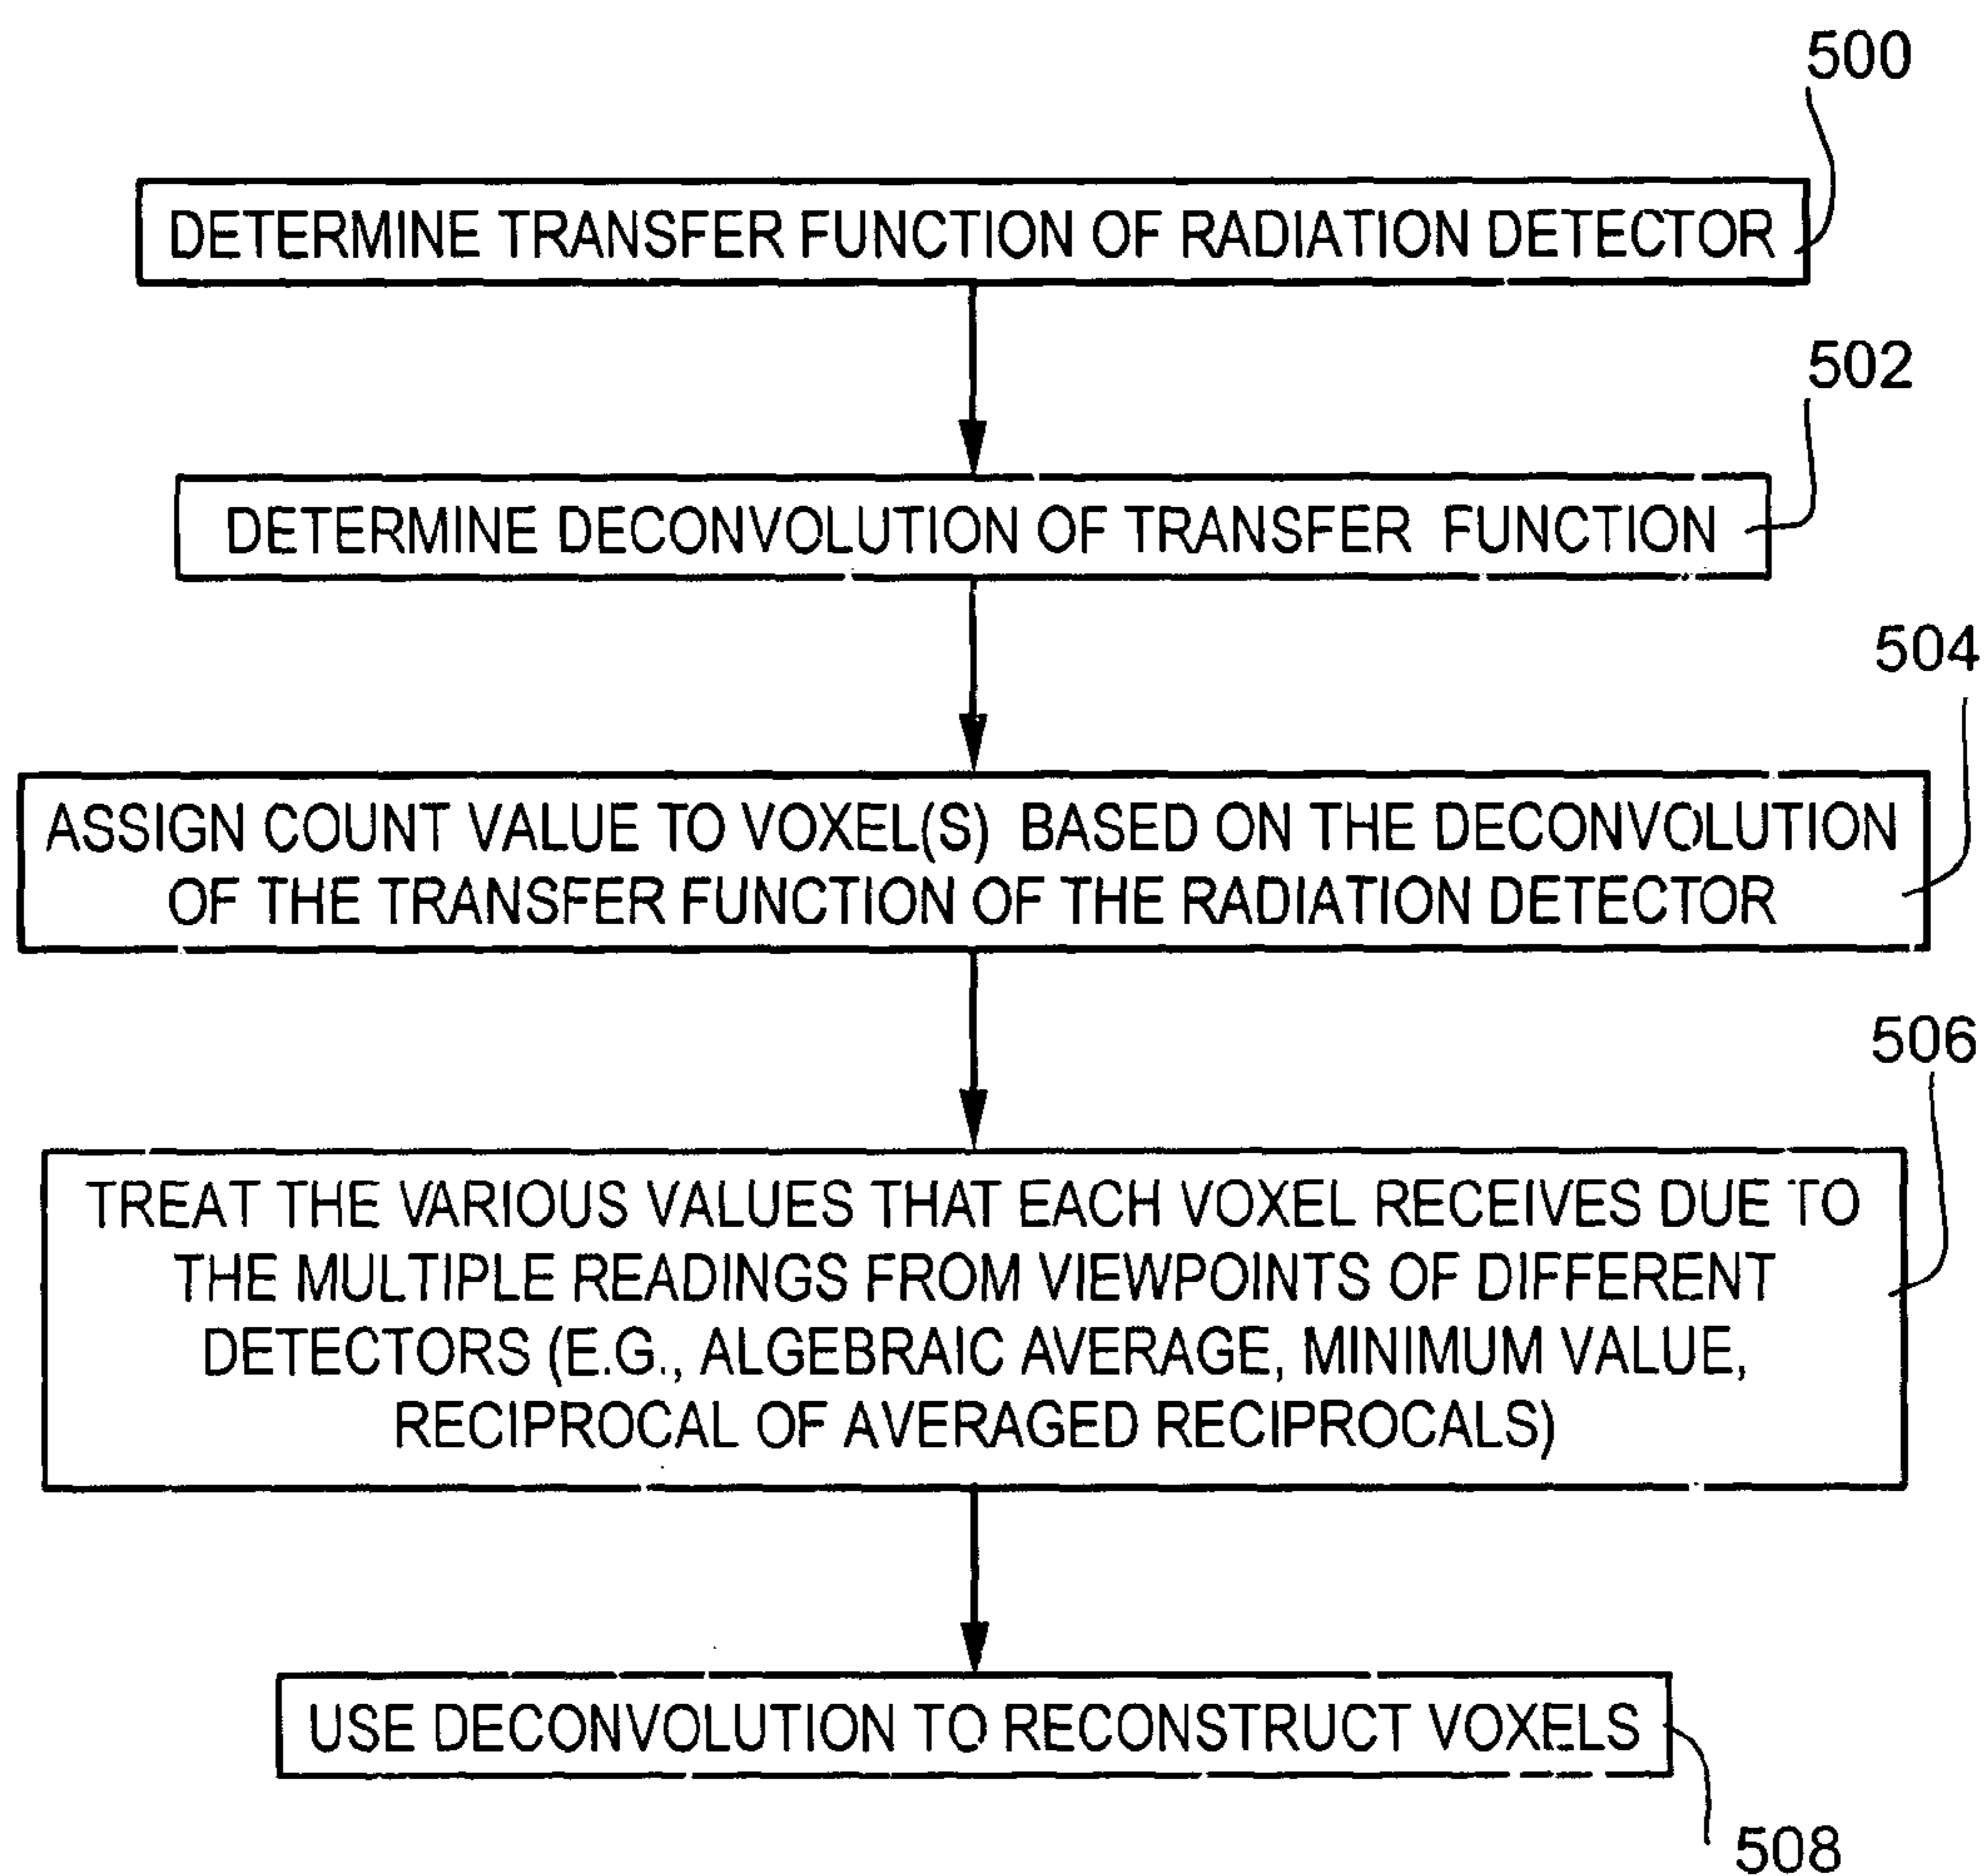 500
DETERMINE TRANSFER FUNCTION OF RADIATION DETECTOR
502
DETERMINE DECONVOLUTION OF TRANSFER FUNCTION
504
ASSIGN COUNT VALUE TO VOXEL(S) BASED ON THE DECONVOLUTION
OF THE TRANSFER FUNCTION OF THE RADIATION DETECTOR
506
TREAT THE VARIOUS VALUES THAT EACH VOXEL RECEIVES DUE TO
THE MULTIPLE READINGS FROM VIEWPOINTS OF DIFFERENT
DETECTORS (E.G., ALGEBRAIC AVERAGE, MINIMUM VALUE,
RECIPROCAL OF AVERAGED RECIPROCALS)
USE DECONVOLUTION TO RECONSTRUCT VOXELS
508